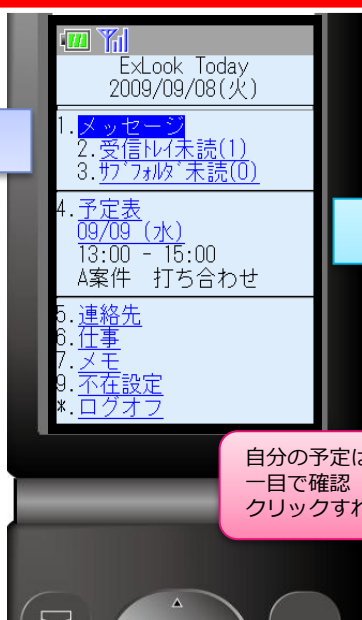 ExLook Today
2009/09/08(火)
1.メッセージ
2.受信ﾄﾚｲ未読(1)
3.ｻﾌﾞﾌｫﾙﾀﾞ未読(0)
4.予定表
09/09 (水)
13:00 - 15:00
A案件　打ち合わせ
5.連絡先
6.仕事
7.メモ
9.不在設定
*.ログオフ
自分の予定は
一目で確認
クリックすれ